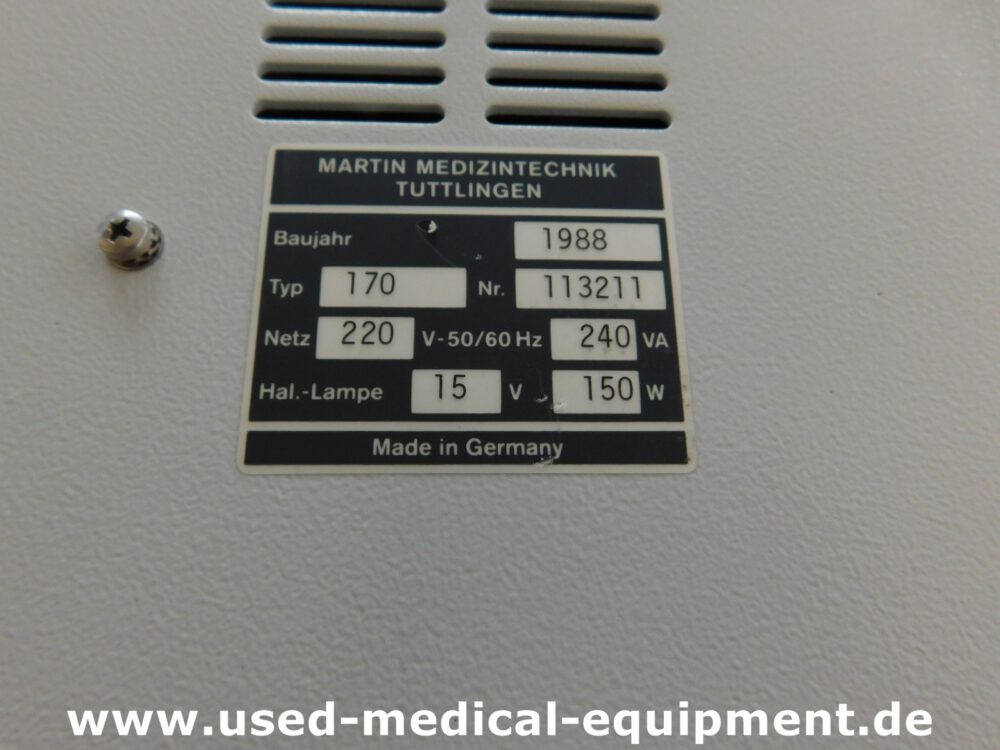 MARTIN MEDIZINTECHNIK
TUTTLINGEN
Baujahr 1988
Typ 170 Nr. 113211
Netz 220 V-50/60 Hz 240 VA
Hal.-Lampe 15 V 150 W
Made in Germany
www.used-medical-equipment.de